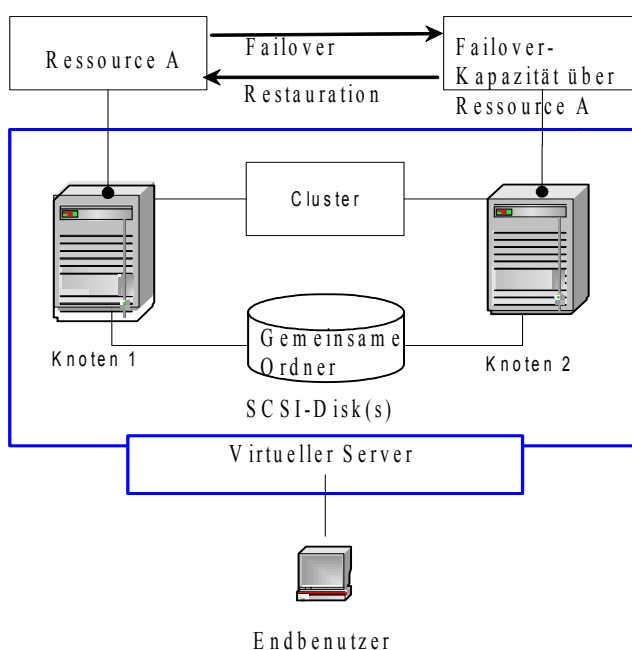 Ressource A
Failover
Restauration
Failover-
Kapazität über
Ressource A
Cluster
Knoten 1
Gemeinsame
Ordner
Knoten 2
SCSI-Disk(s)
Virtueller Server
Endbenutzer